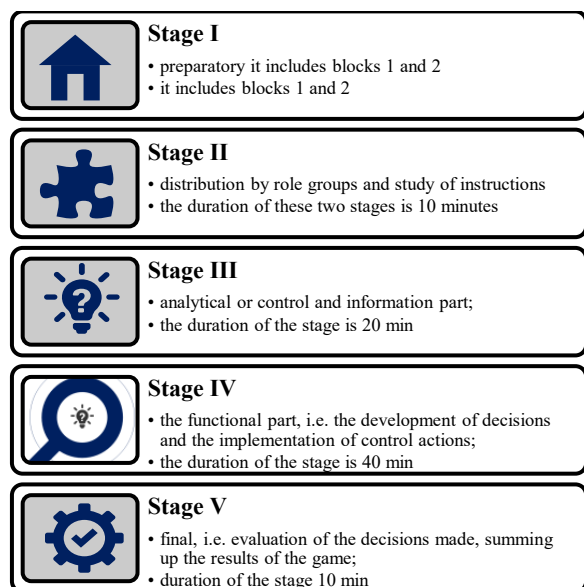 Stage I
• preparatory it includes blocks 1 and 2
• it includes blocks 1 and 2
Stage II
• distribution by role groups and study of instructions
• the duration of these two stages is 10 minutes
Stage III
• analytical or control and information part;
• the duration of the stage is 20 min
Stage IV
• the functional part, i.e. the development of decisions
and the implementation of control actions;
• the duration of the stage is 40 min
Stage V
• final, i.e. evaluation of the decisions made, summing
up the results of the game;
• duration of the stage 10 min